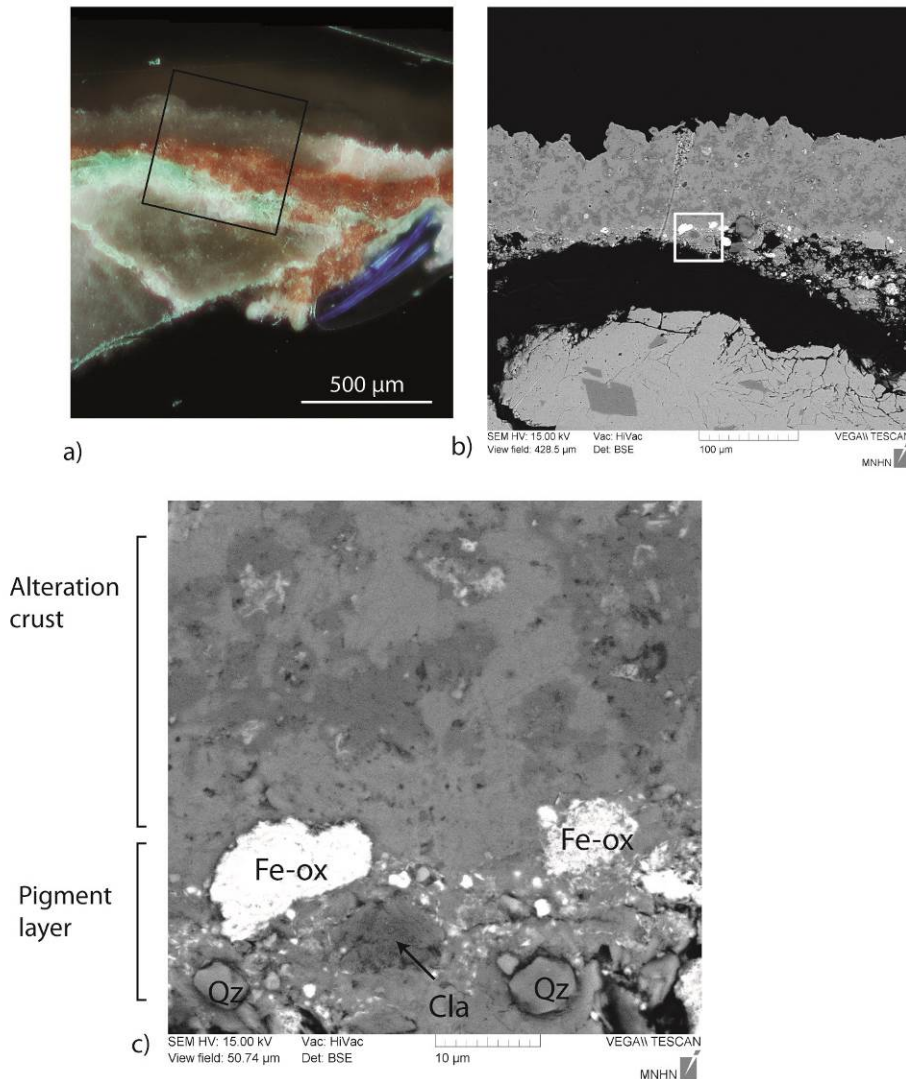 500 µm
a)
SEM HV: 15.00 kV Vac: HiVac VEGA\\ TESCAN
View field: 428.5 µm Det: BSE 100 µm
MNHN
b)
Alteration
crust
Fe-ox
Fe-ox
Pigment
layer
Qz
Cla
Qz
c)
SEM HV: 15.00 kV Vac: HiVac VEGA\\ TESCAN
View field: 50.74 µm Det: BSE 10 µm
MNHN